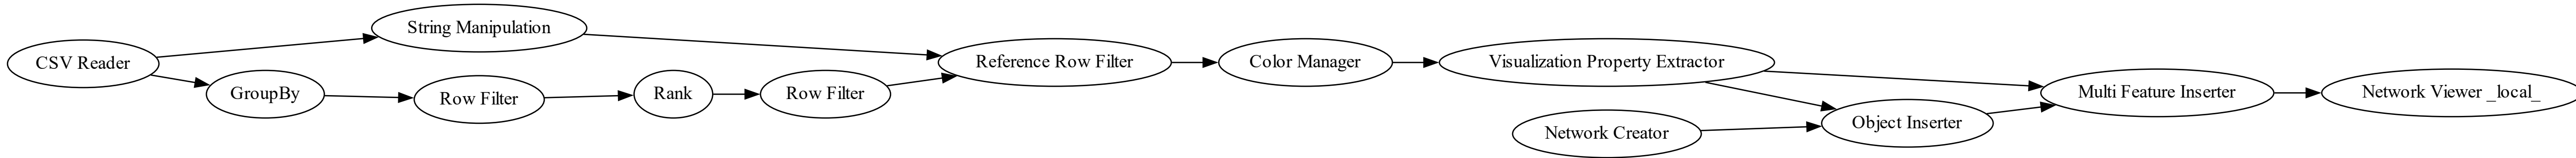 CSV Reader
String Manipulation
GroupBy
Row Filter
Rank
Row Filter
Reference Row Filter
Color Manager
Visualization Property Extractor
Network Creator
Object Inserter
Multi Feature Inserter
Network Viewer _local_